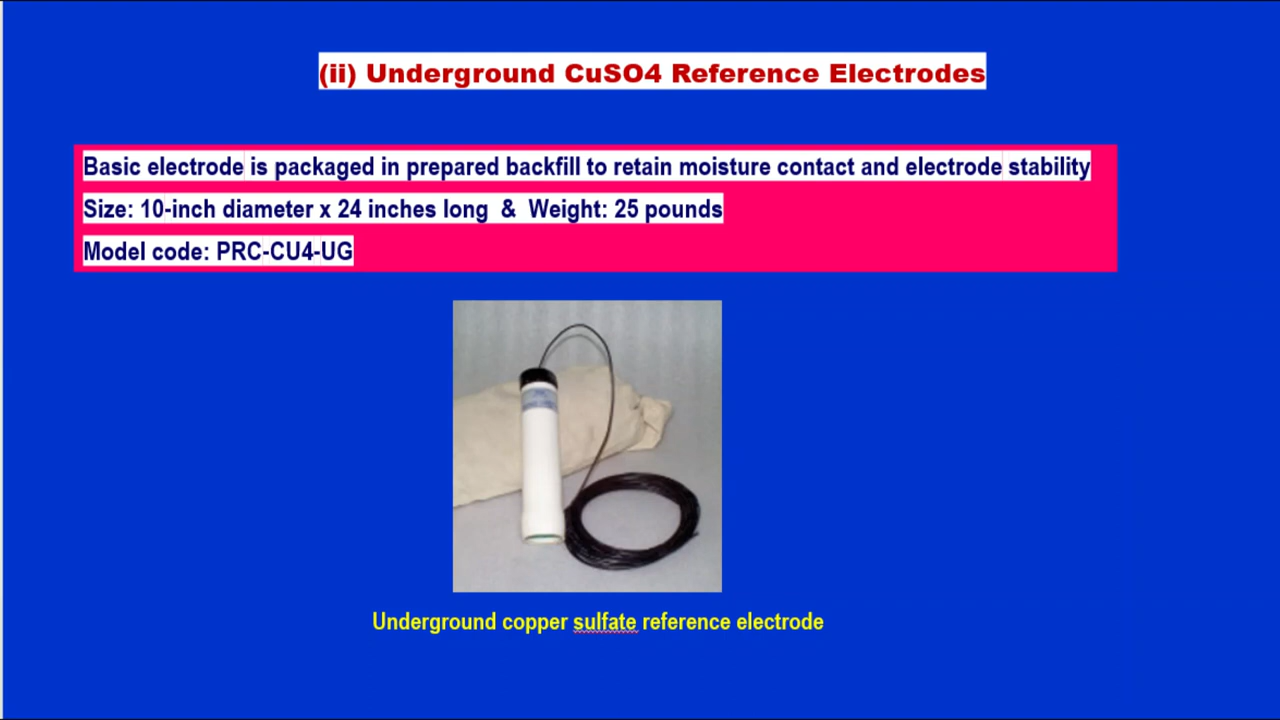 (ii) Underground CuSO4 Reference Electrodes
Basic electrode is packaged in prepared backfill to retain moisture contact and electrode stability
Size: 10-inch diameter x 24 inches long & Weight: 25 pounds
Model code: PRC-CU4-UG
Underground copper sulfate reference electrode